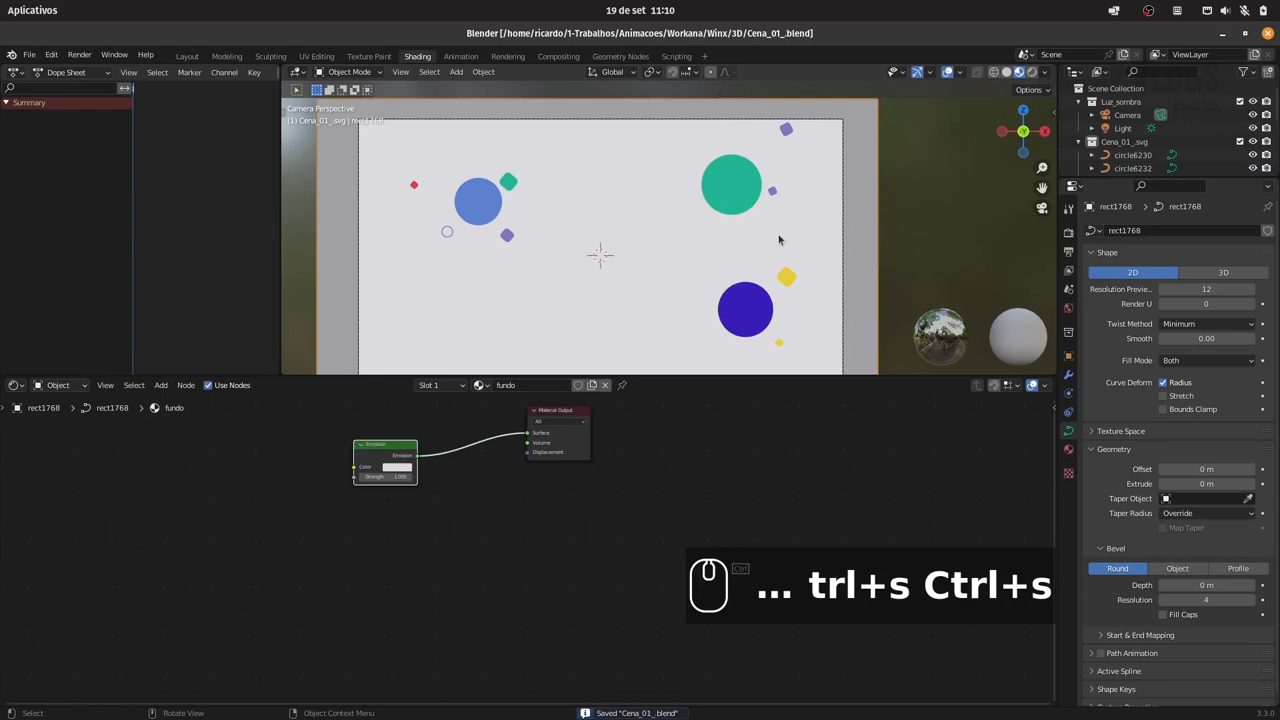 Aplicativos
19 de set 11:10
Blender [/home/ricardo/1-Trabalhos/Animacoes/Workana/Winx/3D/Cena_01_.blend]
File Edit Render Window Help
Layout Modeling Sculpting UV Editing Texture Paint Shading Animation Rendering Compositing Geometry Nodes Scripting +
Scene
ViewLayer
Dope Sheet View Select Marker Channel Key
Object Mode View Select Add Object Global
Options
Summary
Camera Perspective
(1) Cena_01_.svg | rect1768
Z
X
Y
Scene Collection
Luz_sombra
Camera
Light
Cena_01_.svg
circle6230
circle6232
rect1768 rect1768
rect1768
Shape
2D 3D
Resolution Previe.. 12
Render U 0
Twist Method Minimum
Smooth 0.00
Fill Mode Both
Curve Deform Radius
Stretch
Bounds Clamp
Texture Space
Geometry
Offset 0 m
Extrude 0 m
Taper Object
Taper Radius Override
Map Taper
Bevel
Round Object Profile
Depth 0 m
Resolution 4
Fill Caps
Start & End Mapping
Path Animation
Active Spline
Shape Keys
Object View Select Add Node Use Nodes Slot 1 fundo
rect1768 rect1768 fundo
Material Output
All
Surface
Volume
Displacement
Emission
Emission
Color
Strength 1.000
Ctrl
... trl+s Ctrl+s
Select
Rotate View
Object Context Menu
Saved "Cena_01_.blend"
3.3.0